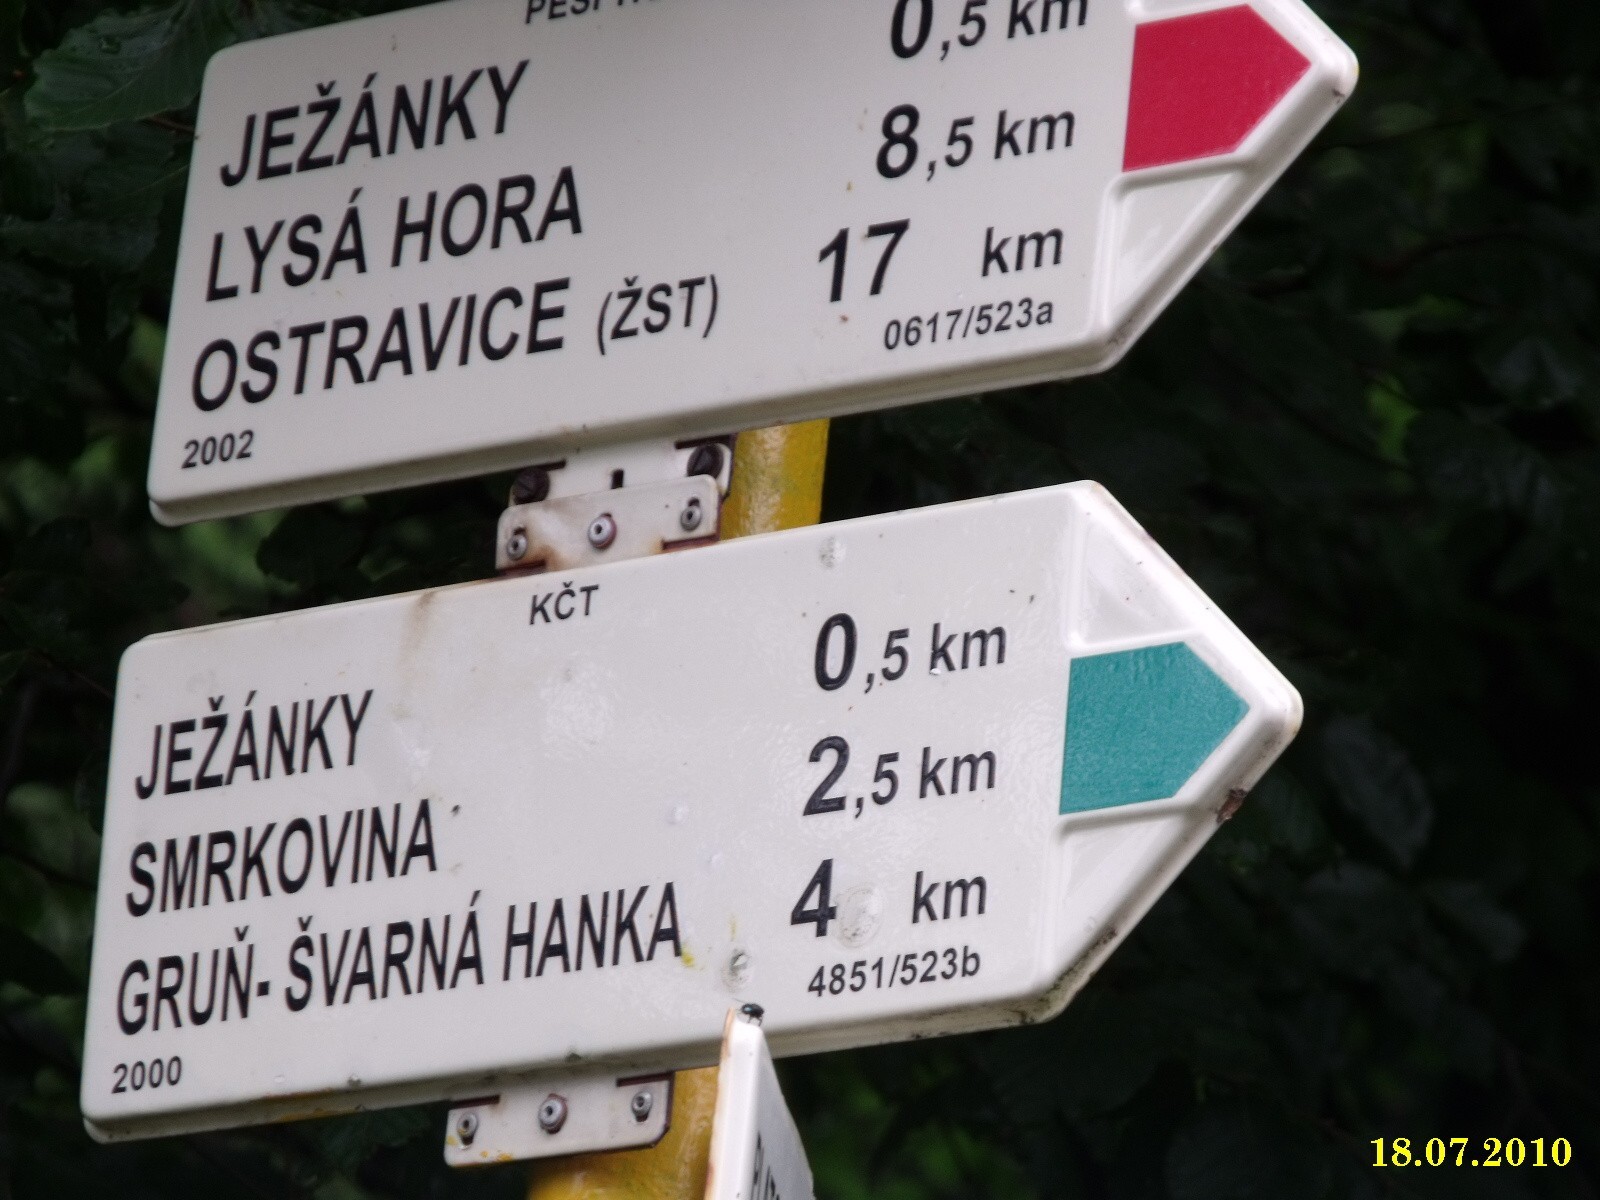 0,5 km
JEŽÁNKY
8,5 km
LYSÁ HORA
17 km
OSTRAVICE (ŽST)
0617/523a
2002
KČT
JEŽÁNKY 0,5 km
SMRKOVINA 2,5 km
GRUŇ- ŠVARNÁ HANKA 4 km
4851/523b
2000
18.07.2010